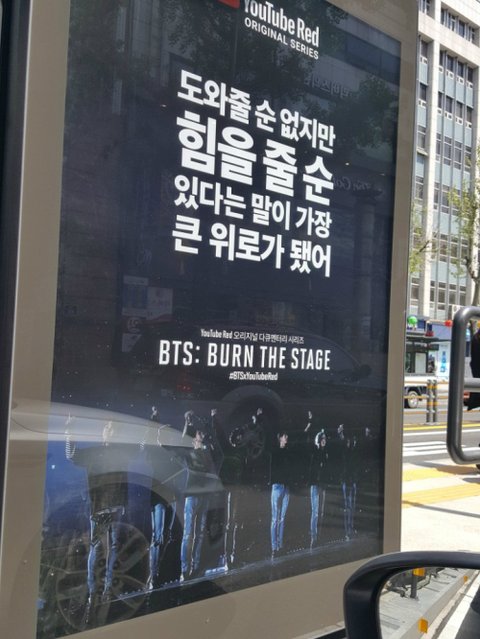 YouTube Red
ORIGINAL SERIES
도와줄 순 없지만
힘을 줄 순
있다는 말이 가장
큰 위로가 됐어
YouTube Red 오리지널 다큐멘터리 시리즈
BTS: BURN THE STAGE
#BTSxYouTubeRed